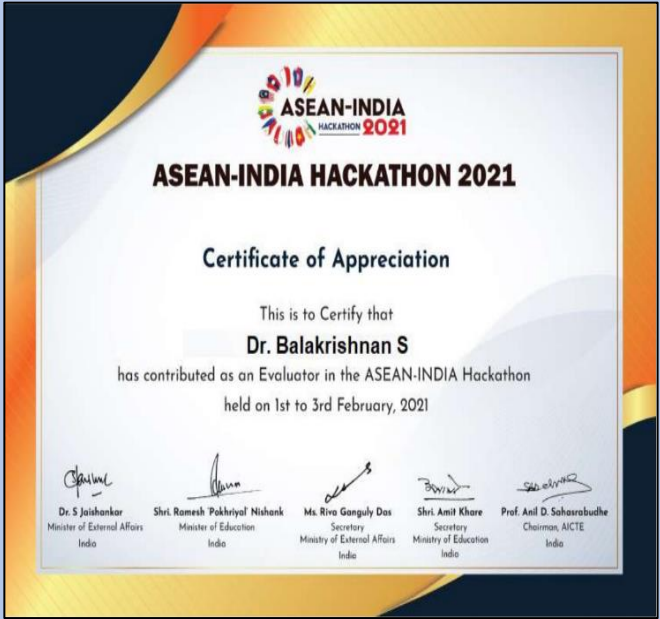 ASEAN-INDIA
HACKATHON 2021
ASEAN-INDIA HACKATHON 2021
Certificate of Appreciation
This is to Certify that
Dr. Balakrishnan S
has contributed as an Evaluator in the ASEAN-INDIA Hackathon
held on 1st to 3rd February, 2021
Dr. S Jaishankar
Minister of External Affairs
India
Shri. Ramesh 'Pokhriyal' Nishank
Minister of Education
India
Ms. Riva Ganguly Das
Secretary
Ministry of External Affairs
India
Shri. Amit Khare
Secretary
Ministry of Education
India
Prof. Anil D. Sahasrabudhe
Chairman, AICTE
India